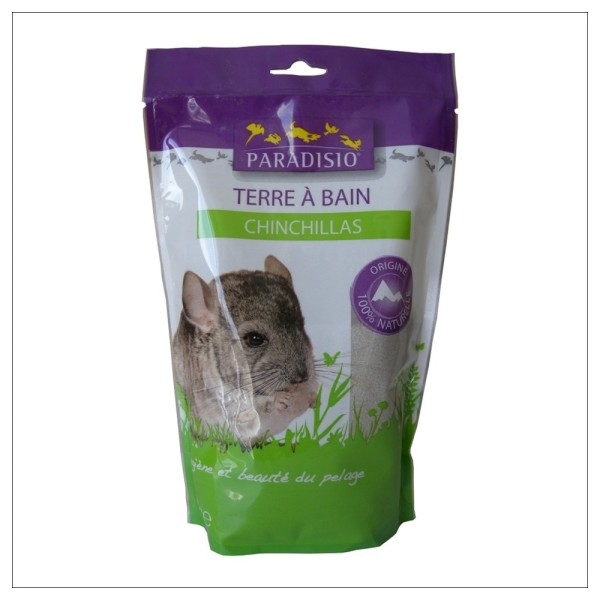 PARADISIO
TERRE À BAIN
CHINCHILLAS
ORIGINE
100% NATURELLE
et beauté du pelage